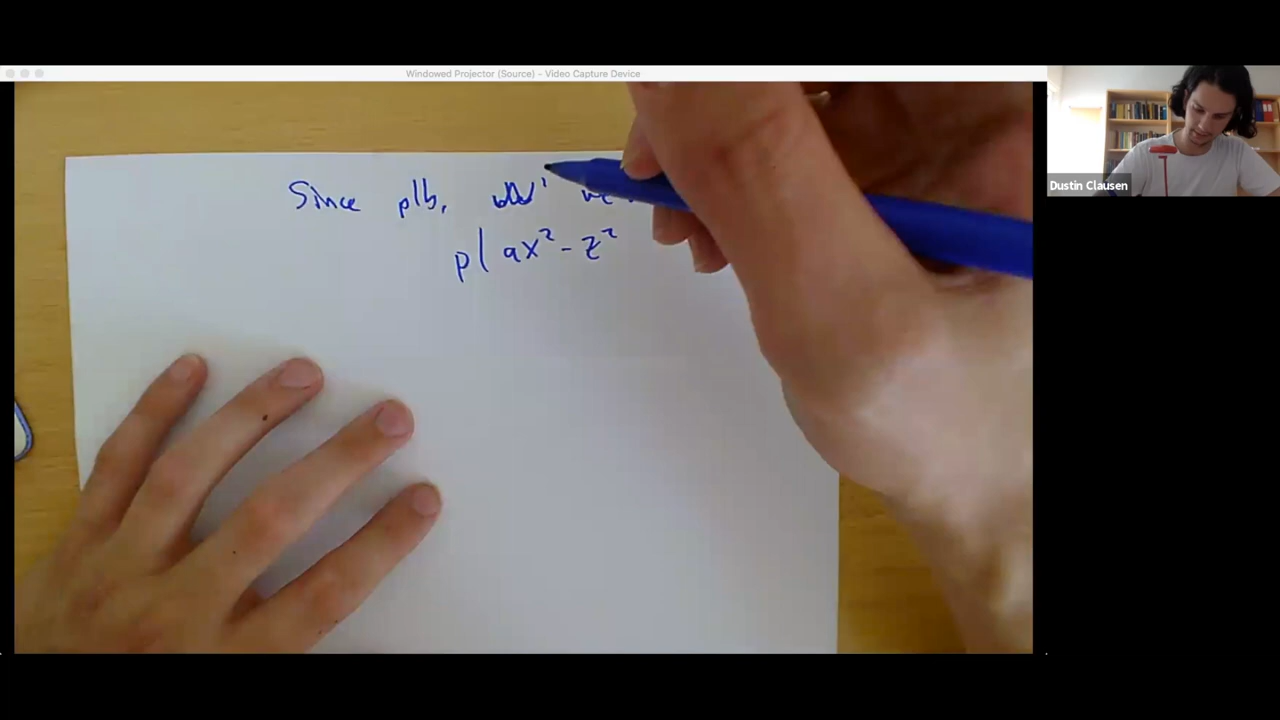 Windowed Projector (Source) - Video Capture Device
Since p|b,
p | ax² - z²
Dustin Clausen